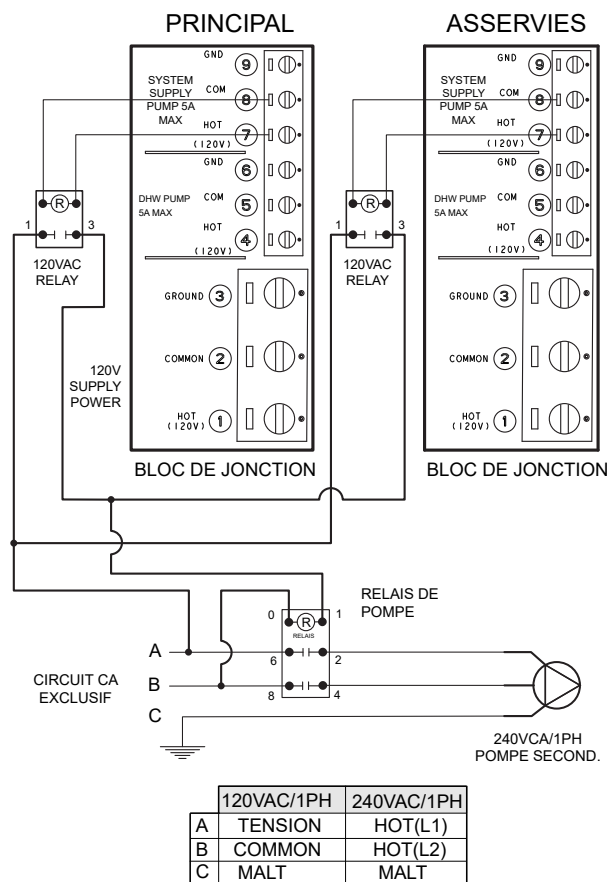 PRINCIPAL
ASSERVIES
GND 9
SYSTEM
SUPPLY
PUMP 5A
MAX
COM 8
HOT 7
(120V)
GND 6
DHW PUMP
5A MAX
COM 5
HOT 4
(120V)
GROUND 3
COMMON 2
HOT 1
(120V)
BLOC DE JONCTION
GND 9
SYSTEM
SUPPLY
PUMP 5A
MAX
COM 8
HOT 7
(120V)
GND 6
DHW PUMP
5A MAX
COM 5
HOT 4
(120V)
GROUND 3
COMMON 2
HOT 1
(120V)
BLOC DE JONCTION
R
1 3
120VAC
RELAY
R
1 3
120VAC
RELAY
120V
SUPPLY
POWER
RELAIS DE
POMPE
0 R 1
RELAIS
6 2
8 4
A
B
C
CIRCUIT CA
EXCLUSIF
240VCA/1PH
POMPE SECOND.
120VAC/1PH 240VAC/1PH
A TENSION HOT(L1)
B COMMON HOT(L2)
C MALT MALT